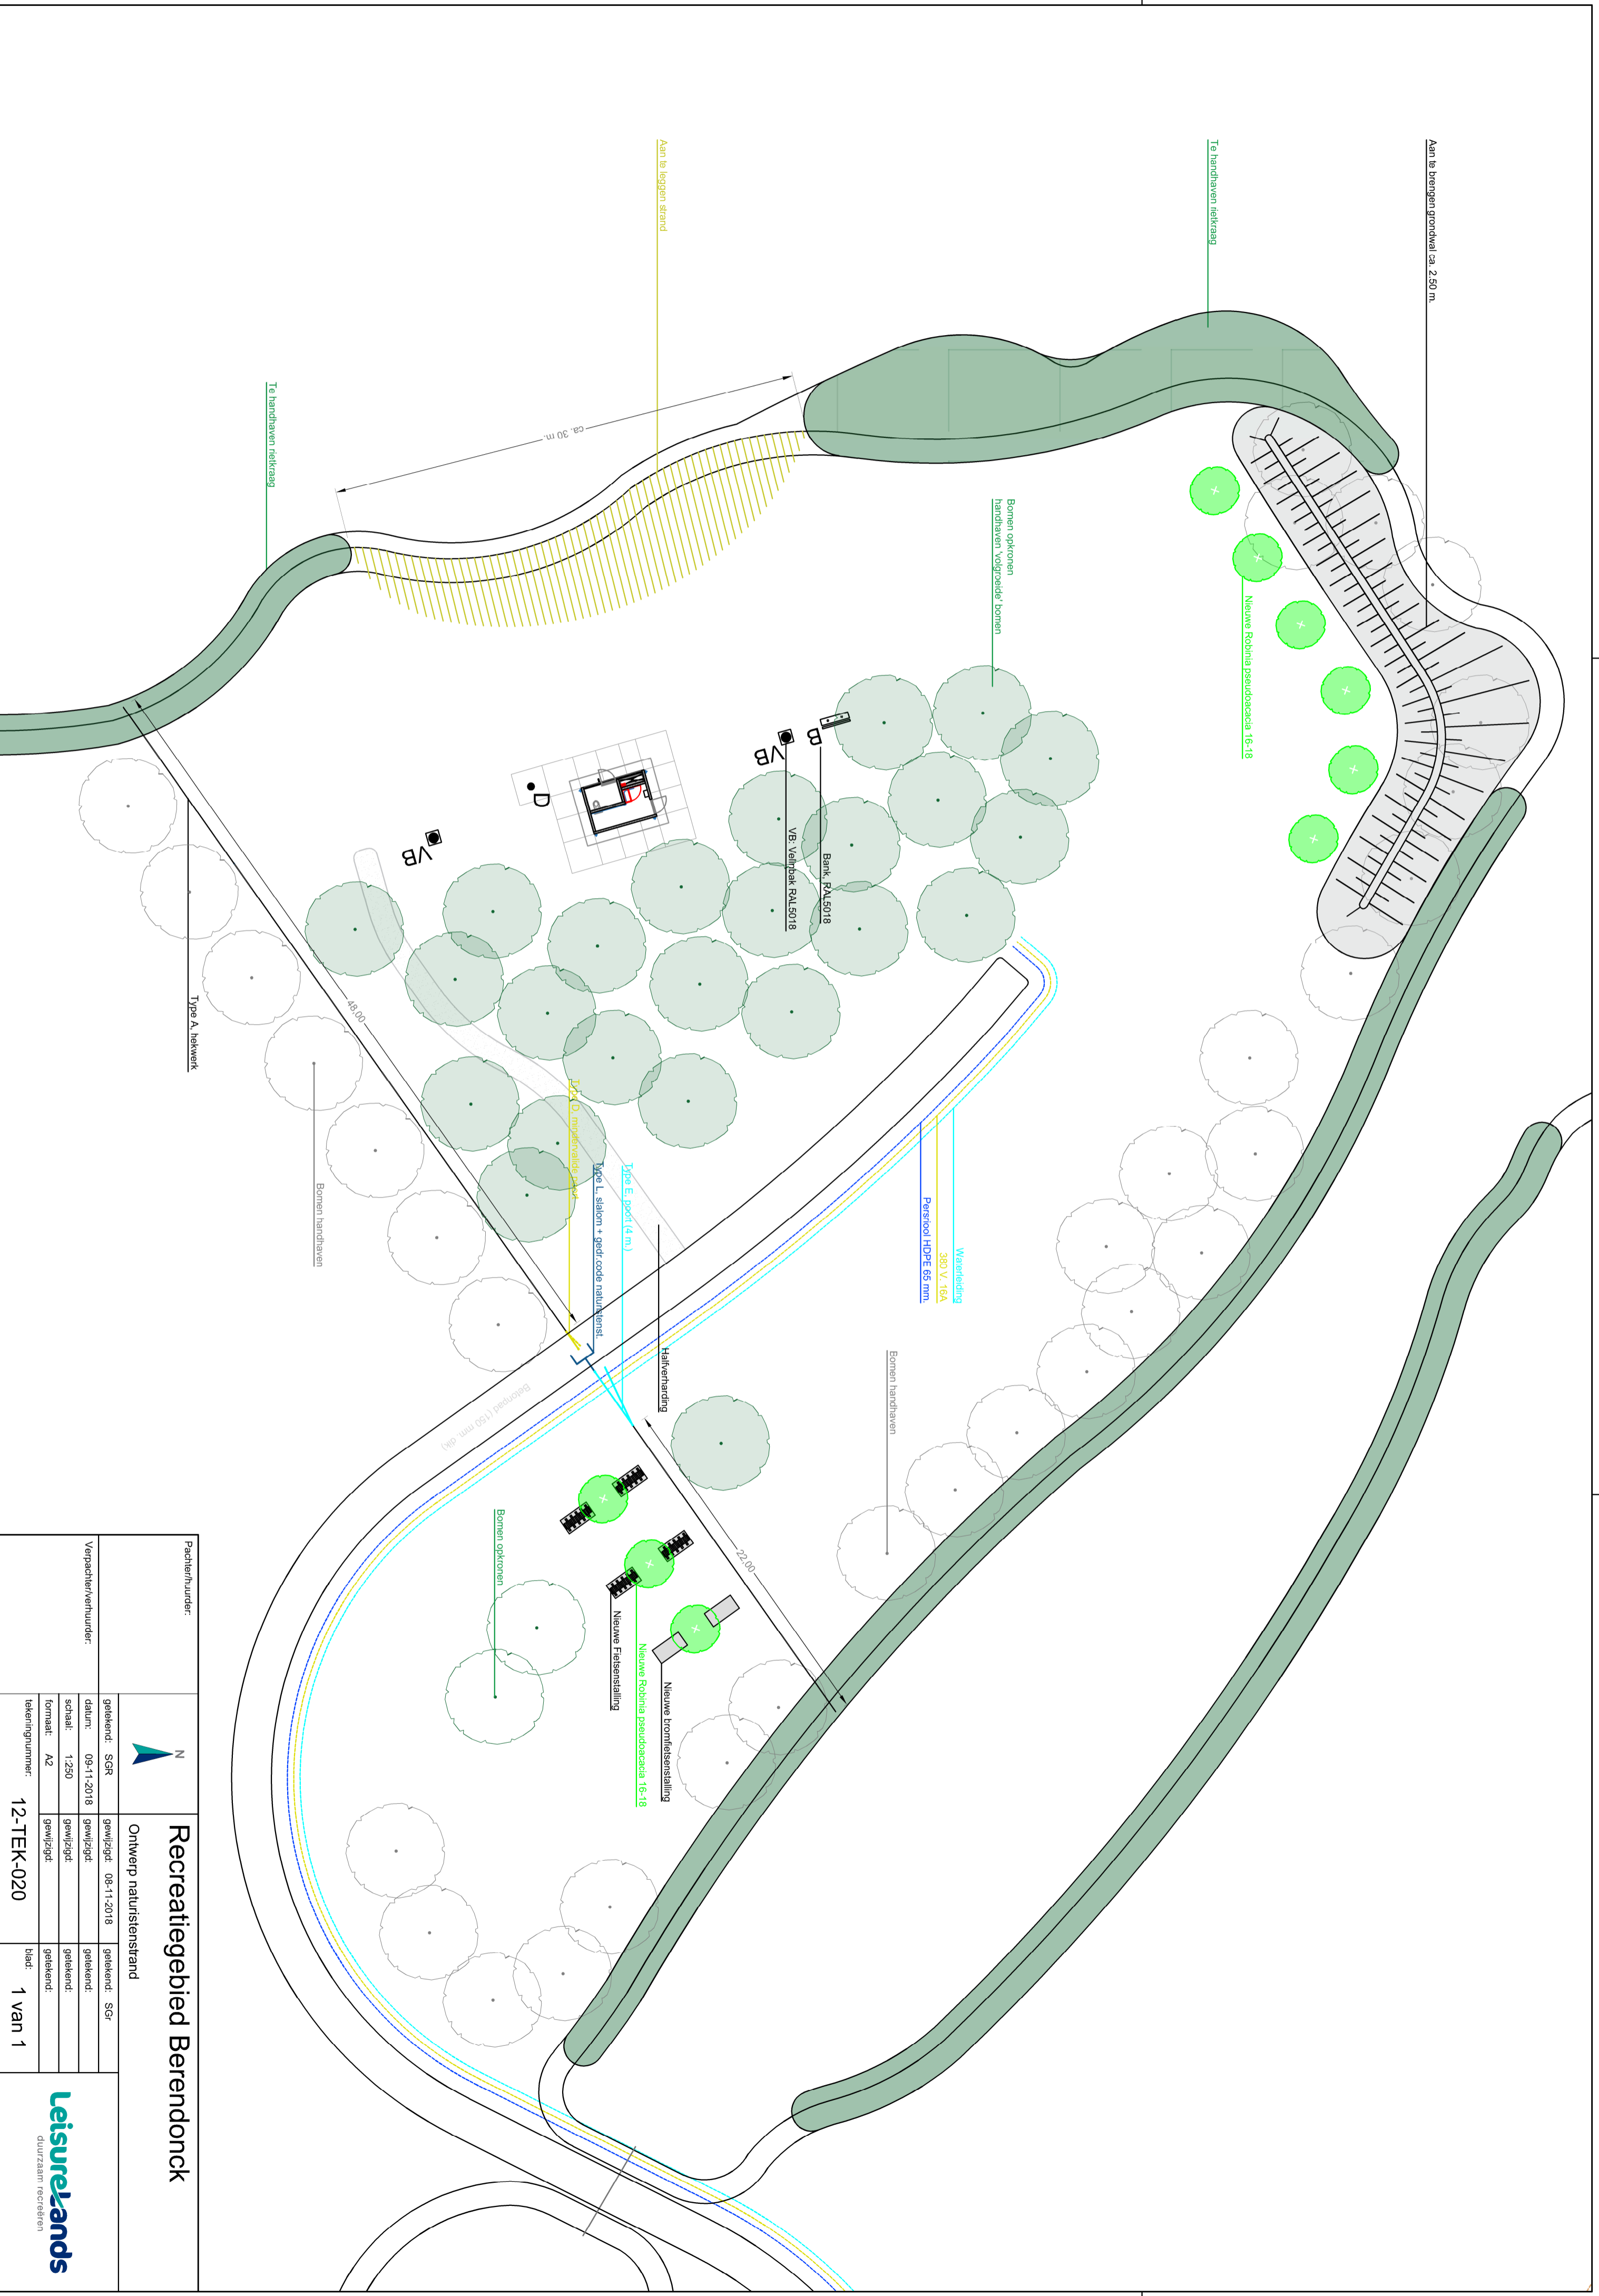 Aan te brengen grondwal ca. 2.50 m.
Te handhaven rietkraag
Aan te leggen strand
Te handhaven rietkraag
ca. 30 m.
Bomen opkronen
handhaven 'volgroeide' bomen
Nieuwe Robinia pseudoacacia 16-18
B
VB
D
VB
Bank, RAL5018
VB: Velinbak RAL5018
Type A, hekwerk
48,00
Bomen handhaven
Type L, slalom + gedr.code naturistenst.
Type E, poort (4 m.)
Halfverharding
Waterleiding
380 V. 16A
Persriool HDPE 65 mm.
Bomen handhaven
Betonpad (150 mm. dk)
22,00
Bomen opkronen
Nieuwe Fietsenstalling
Nieuwe Robinia pseudoacacia 16-18
Nieuwe bromfietsenstalling
Pachter/huurder:
Verpachter/verhuurder:
N
Recreatiegebied Berendonck
Ontwerp naturistenstrand
getekend: SGR gewijzigd: 08-11-2018 getekend: SGr
datum: 09-11-2018 gewijzigd: getekend:
schaal: 1:250 gewijzigd: getekend:
formaat: A2 gewijzigd: getekend:
tekeningnummer: 12-TEK-020 blad: 1 van 1
Leisurelands
duurzaam recreëren